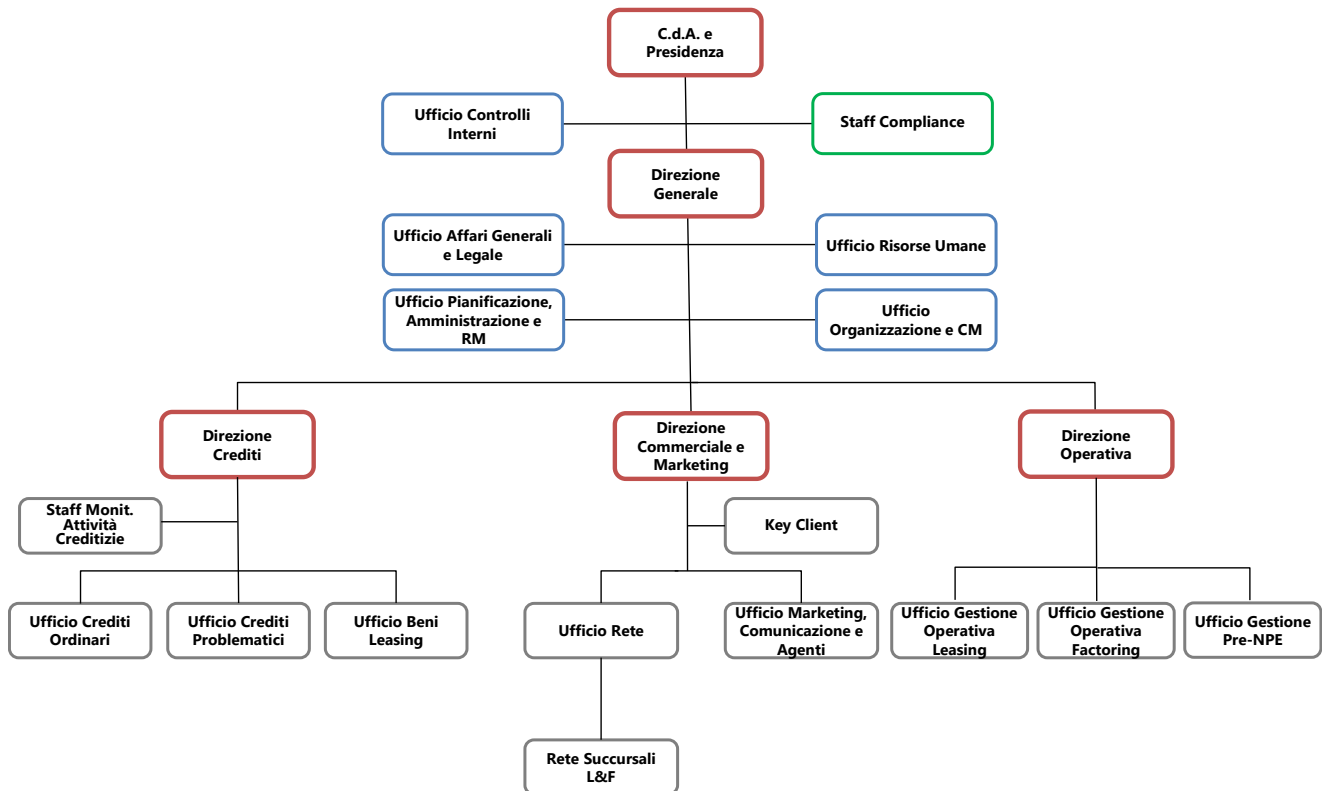 C.d.A. e
Presidenza
Ufficio Controlli
Interni
Staff Compliance
Direzione
Generale
Ufficio Affari Generali
e Legale
Ufficio Risorse Umane
Ufficio Pianificazione,
Amministrazione e
RM
Ufficio
Organizzazione e CM
Direzione
Crediti
Direzione
Commerciale e
Marketing
Direzione
Operativa
Staff Monit.
Attività
Creditizie
Key Client
Ufficio Crediti
Ordinari
Ufficio Crediti
Problematici
Ufficio Beni
Leasing
Ufficio Rete
Ufficio Marketing,
Comunicazione e
Agenti
Ufficio Gestione
Operativa
Leasing
Ufficio Gestione
Operativa
Factoring
Ufficio Gestione
Pre-NPE
Rete Succursali
L&F